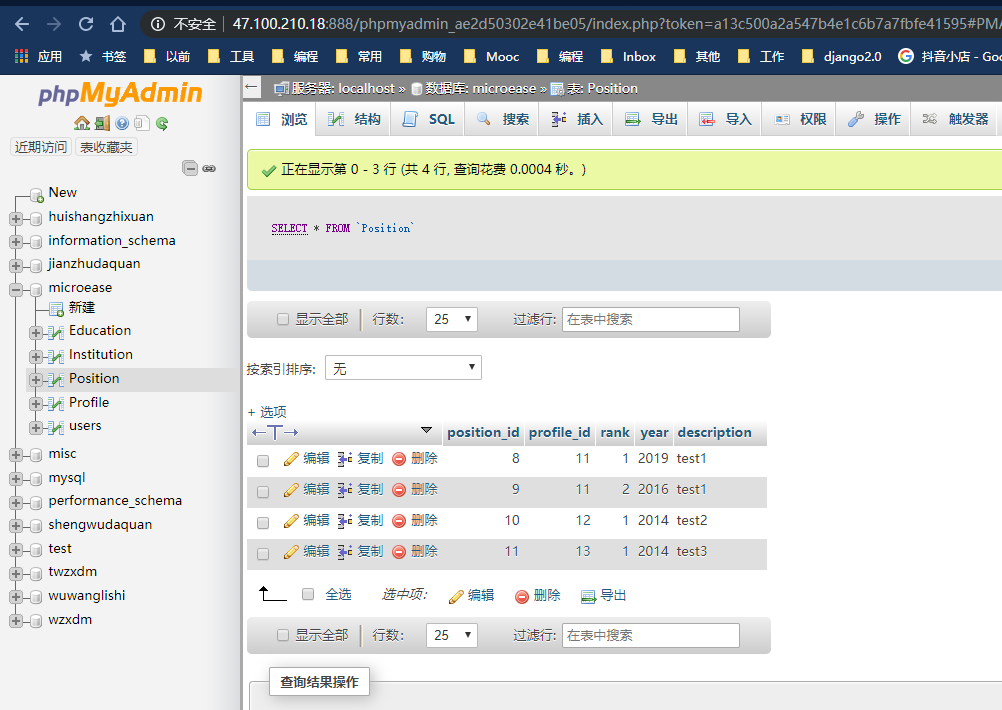 不安全 47.100.210.18:888/phpmyadmin_ae2d50302e41be05/index.php?token=a13c500a2a547b4e1c6b7a7fbfe41595#PMA
应用 书签 以前 工具 编程 常用 购物 Mooc 编程 Inbox 其他 工作 django2.0 抖音小店 - Goo
phpMyAdmin
近期访问 表收藏夹
New
huishangzhixuan
information_schema
jianzhudaquan
microease
新建
Education
Institution
Position
Profile
users
misc
mysql
performance_schema
shengwudaquan
test
twzxdm
wuwanglishi
wzxdm
服务器: localhost » 数据库: microease » 表: Position
浏览 结构 SQL 搜索 插入 导出 导入 权限 操作 触发器
正在显示第 0 - 3 行 (共 4 行, 查询花费 0.0004 秒。)
SELECT * FROM `Position`
显示全部 行数: 25 过滤行: 在表中搜索
按索引排序: 无
+ 选项
←T→ position_id profile_id rank year description
编辑 复制 删除 8 11 1 2019 test1
编辑 复制 删除 9 11 2 2016 test1
编辑 复制 删除 10 12 1 2014 test2
编辑 复制 删除 11 13 1 2014 test3
全选 选中项: 编辑 删除 导出
显示全部 行数: 25 过滤行: 在表中搜索
查询结果操作